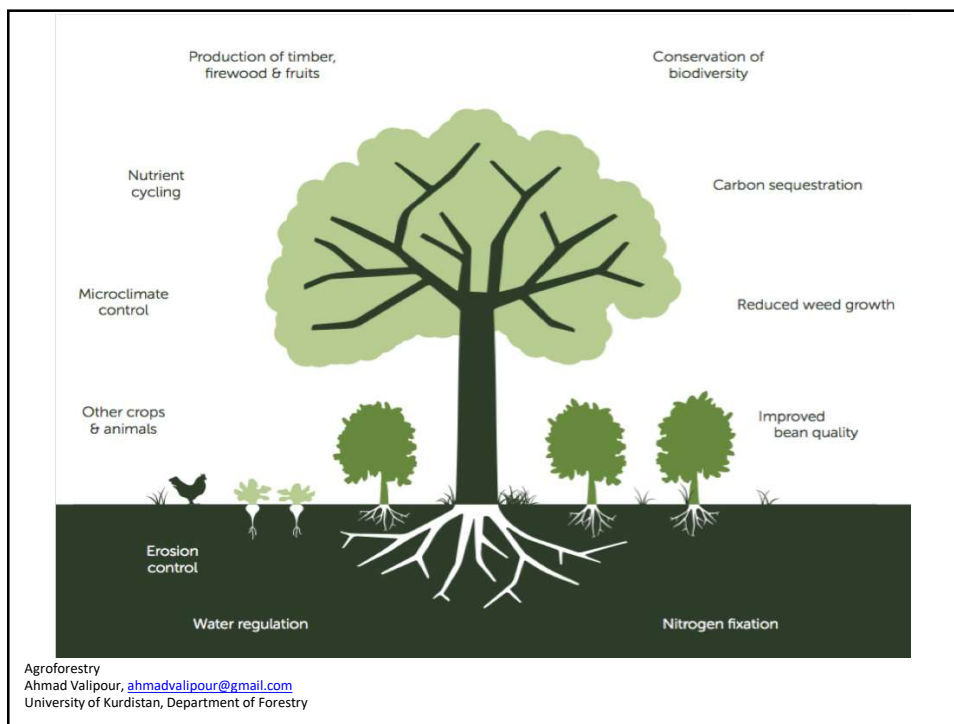 Production of timber,
firewood & fruits
Conservation of
biodiversity
Nutrient
cycling
Carbon sequestration
Microclimate
control
Reduced weed growth
Other crops
& animals
Improved
bean quality
Erosion
control
Water regulation
Nitrogen fixation
Agroforestry
Ahmad Valipour, ahmadvalipour@gmail.com
University of Kurdistan, Department of Forestry